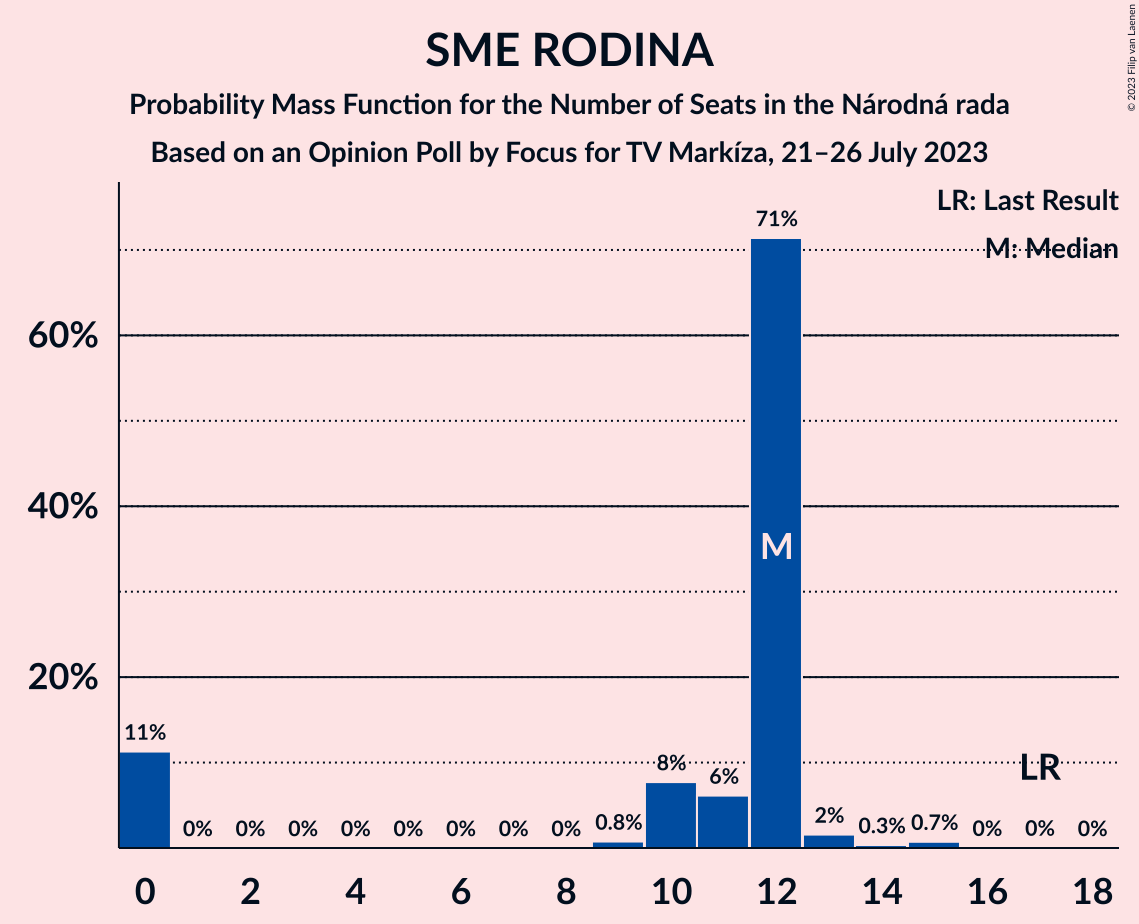 SME RODINA
Probability Mass Function for the Number of Seats in the Národná rada
Based on an Opinion Poll by Focus for TV Markíza, 21–26 July 2023
© 2023 Filip van Laenen
LR: Last Result
M: Median
71%
60%
40%
M
20%
11%
LR
8%
6%
0% 0% 0% 0% 0% 0% 0% 0% 0.8% 2% 0.3% 0.7% 0% 0% 0%
0 2 4 6 8 10 12 14 16 18